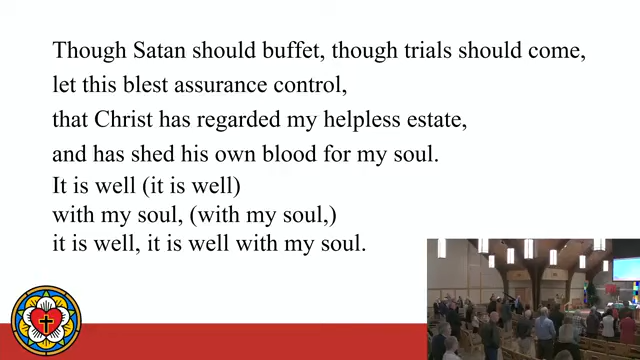 Though Satan should buffet, though trials should come,
let this blest assurance control,
that Christ has regarded my helpless estate,
and has shed his own blood for my soul.
It is well (it is well)
with my soul, (with my soul,)
it is well, it is well with my soul.